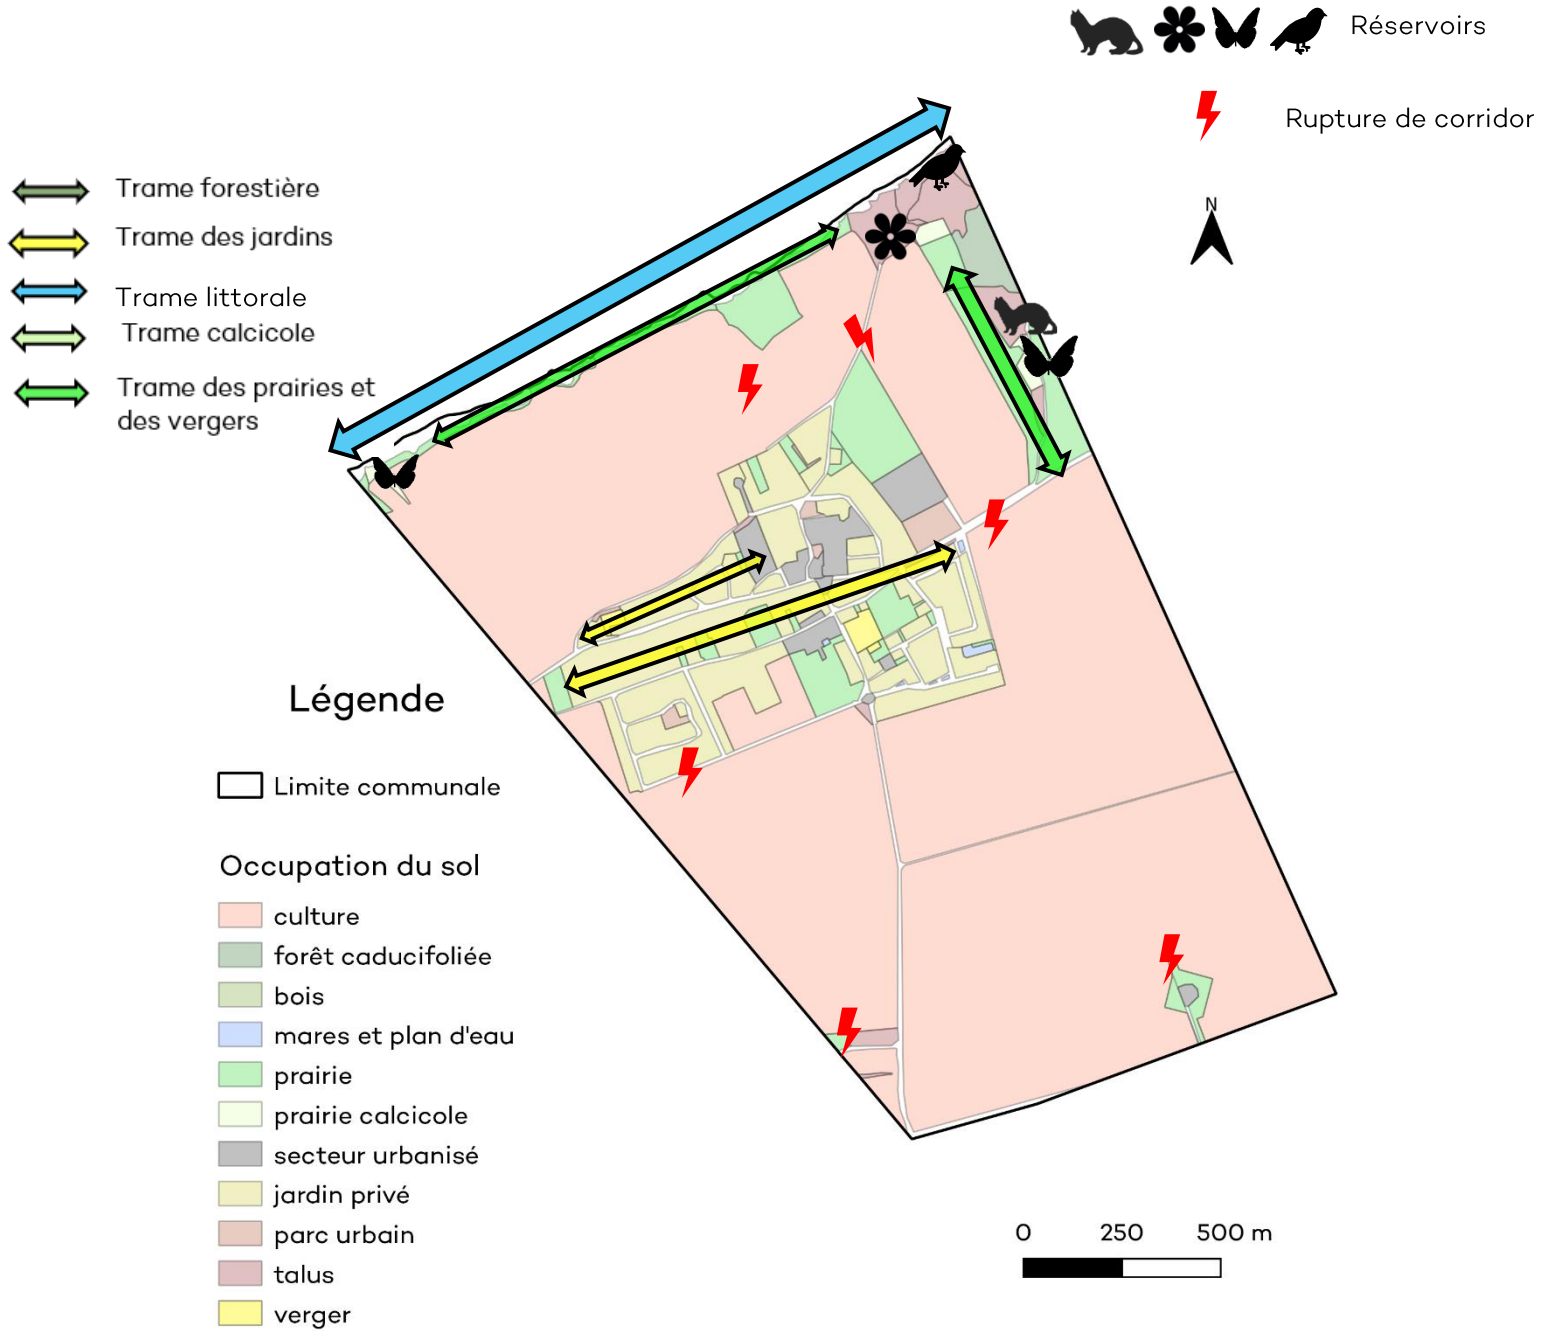 Réservoirs
Rupture de corridor
N
Trame forestière
Trame des jardins
Trame littorale
Trame calcicole
Trame des prairies et
des vergers
Légende
Limite communale
Occupation du sol
culture
forêt caducifoliée
bois
mares et plan d'eau
prairie
prairie calcicole
secteur urbanisé
jardin privé
parc urbain
talus
verger
0 250 500 m